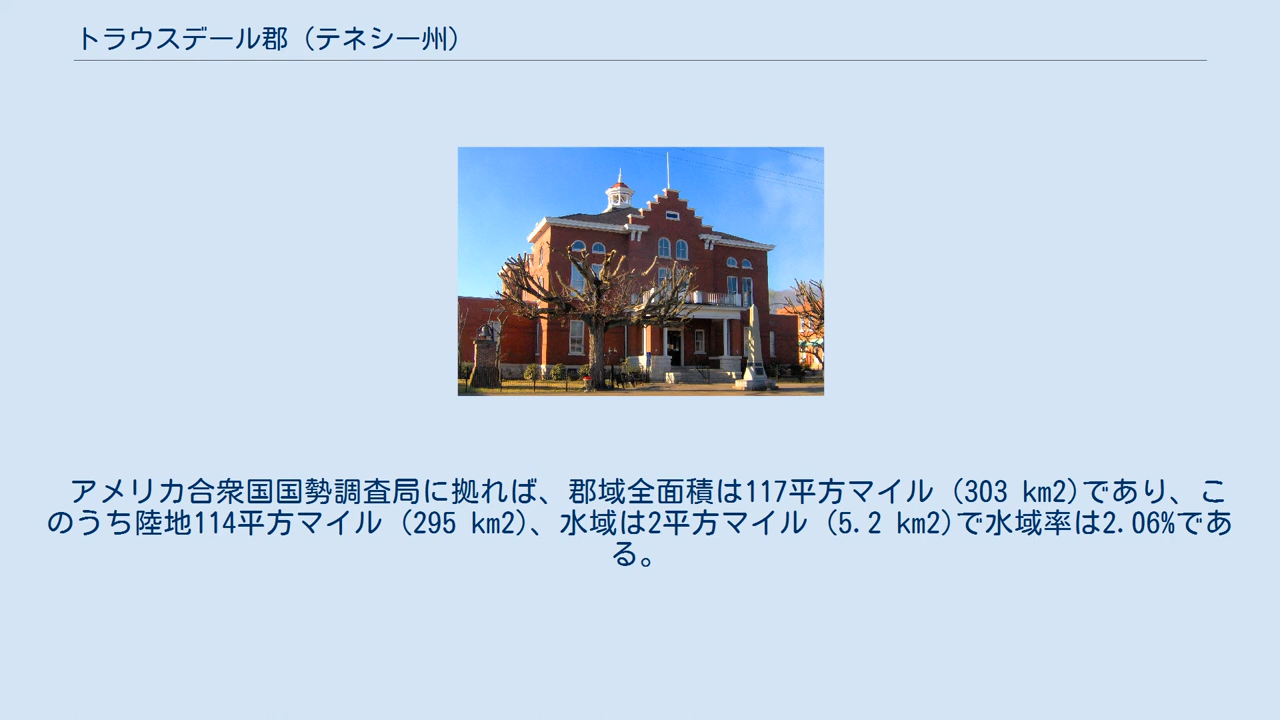 トラウスデール郡 (テネシー州)
アメリカ合衆国国勢調査局に拠れば、郡域全面積は117平方マイル (303 km2)であり、こ
のうち陸地114平方マイル (295 km2)、水域は2平方マイル (5.2 km2)で水域率は2.06%であ
る。